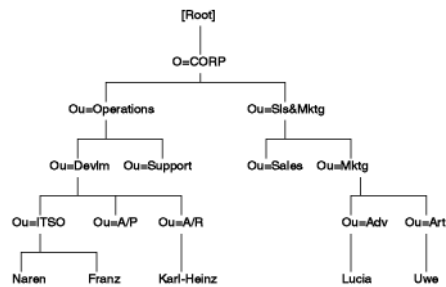 [Root]
O=CORP
Ou=Operations Ou=Sls&Mktg
Ou=Devlm Ou=Support Ou=Sales Ou=Mktg
Ou=ITSO Ou=A/P Ou=A/R Ou=Adv Ou=Art
Naren Franz Karl-Heinz Lucia Uwe